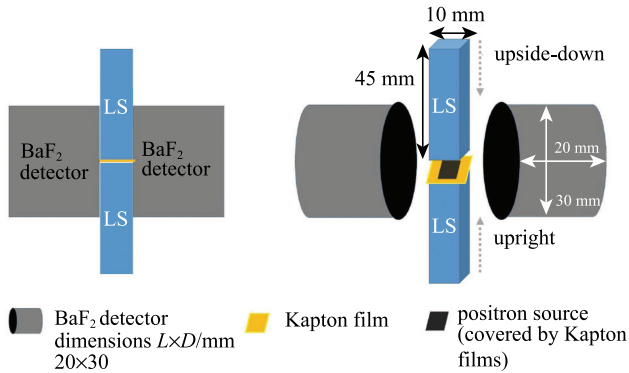 LS
BaF₂
detector
BaF₂
detector
LS
10 mm
45 mm
upside-down
LS
20 mm
30 mm
LS
upright
BaF₂ detector
dimensions L×D/mm
20×30
Kapton film
positron source
(covered by Kapton
films)